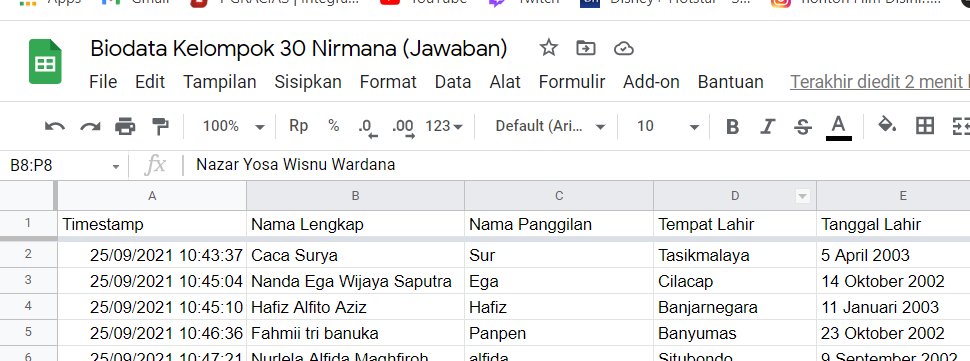 Apps Gmail PGRACIAS | Integra... YouTube Twitch Disney+ Hotstar - S... Nonton Film Disini:...
Biodata Kelompok 30 Nirmana (Jawaban)
File Edit Tampilan Sisipkan Format Data Alat Formulir Add-on Bantuan Terakhir diedit 2 menit
100% Rp % .0 .00 123 Default (Ari... 10 B I S A
B8:P8 fx Nazar Yosa Wisnu Wardana
A B C D E
1 Timestamp Nama Lengkap Nama Panggilan Tempat Lahir Tanggal Lahir
2 25/09/2021 10:43:37 Caca Surya Sur Tasikmalaya 5 April 2003
3 25/09/2021 10:45:04 Nanda Ega Wijaya Saputra Ega Cilacap 14 Oktober 2002
4 25/09/2021 10:45:10 Hafiz Alfito Aziz Hafiz Banjarnegara 11 Januari 2003
5 25/09/2021 10:46:36 Fahmii tri banuka Panpen Banyumas 23 Oktober 2002
6 25/09/2021 10:47:21 Nurlela Alfida Maghfiroh alfida Situbondo 9 September 2002